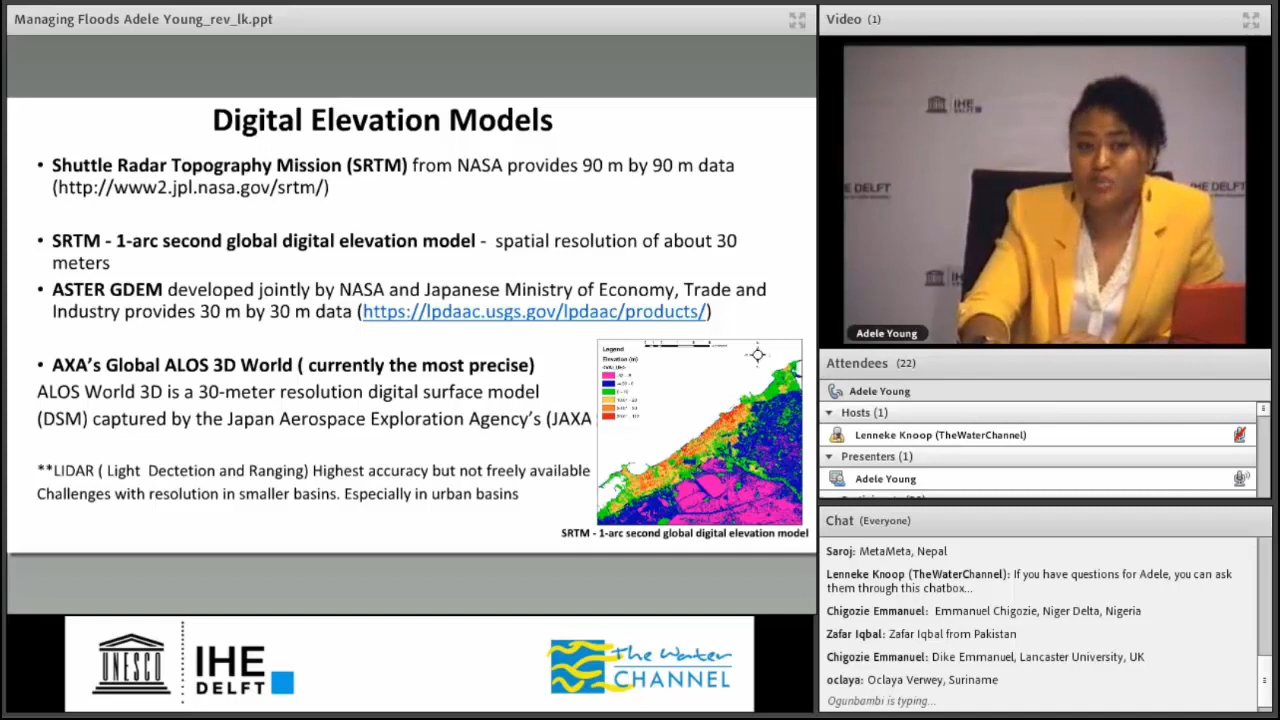 Managing Floods Adele Young_rev_lk.ppt
Digital Elevation Models
• Shuttle Radar Topography Mission (SRTM) from NASA provides 90 m by 90 m data
(http://www2.jpl.nasa.gov/srtm/)
• SRTM - 1-arc second global digital elevation model - spatial resolution of about 30
meters
• ASTER GDEM developed jointly by NASA and Japanese Ministry of Economy, Trade and
Industry provides 30 m by 30 m data (https://lpdaac.usgs.gov/lpdaac/products/)
• AXA's Global ALOS 3D World ( currently the most precise)
ALOS World 3D is a 30-meter resolution digital surface model
(DSM) captured by the Japan Aerospace Exploration Agency's (JAXA
**LIDAR ( Light Dectetion and Ranging) Highest accuracy but not freely available
Challenges with resolution in smaller basins. Especially in urban basins
Legend
Elevation (m)
SRTM - 1-arc second global digital elevation model
UNESCO
IHE
DELFT
The Water
CHANNEL
Video (1)
IHE
DELFT
IHE DELFT
IHE
Adele Young
Attendees (22)
Adele Young
Hosts (1)
Lenneke Knoop (TheWaterChannel)
Presenters (1)
Adele Young
Chat (Everyone)
Saroj: MetaMeta, Nepal
Lenneke Knoop (TheWaterChannel): If you have questions for Adele, you can ask
them through this chatbox...
Chigozie Emmanuel: Emmanuel Chigozie, Niger Delta, Nigeria
Zafar Iqbal: Zafar Iqbal from Pakistan
Chigozie Emmanuel: Dike Emmanuel, Lancaster University, UK
oclaya: Oclaya Verwey, Suriname
Ogunbambi is typing...